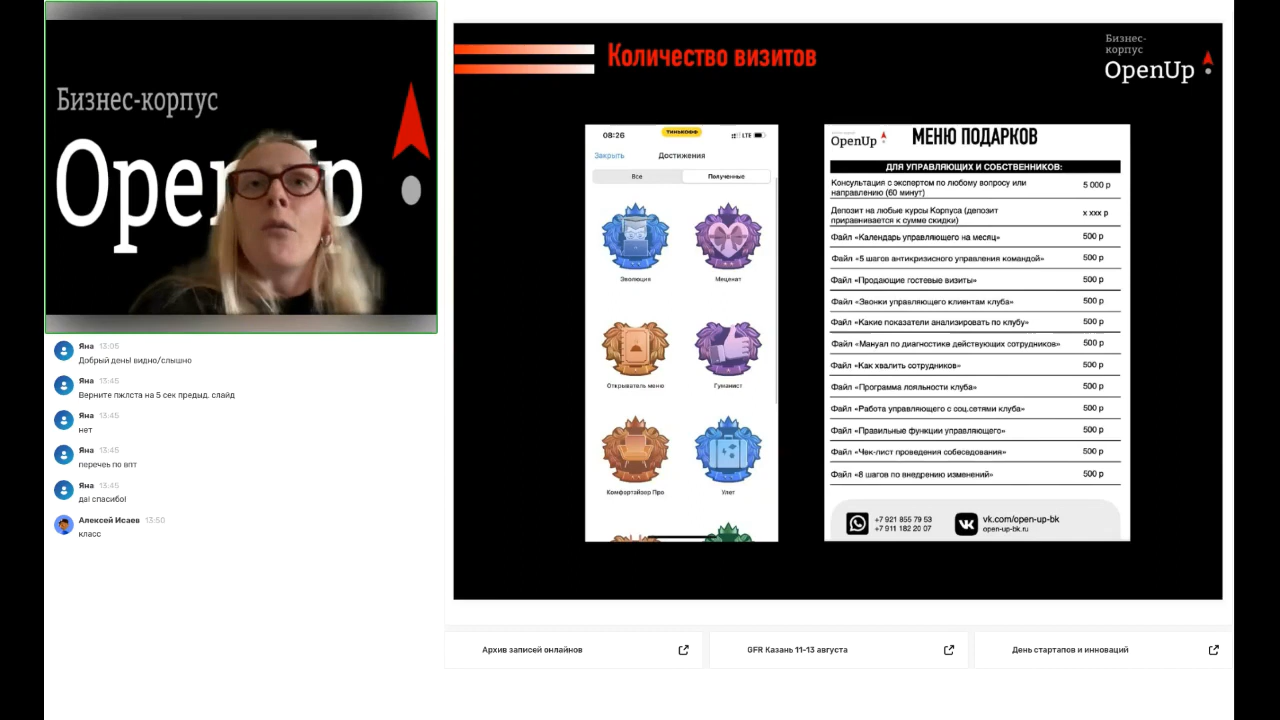 Бизнес-корпус
OpenUp
Яна 13:05
Добрый день! видно/слышно
Яна 13:45
Верните пжлста на 5 сек предыд. слайд
Яна 13:45
нет
Яна 13:45
перечеь по впт
Яна 13:45
да! спасибо!
Алексей Исаев 13:50
класс
Количество визитов
Бизнес-
корпус
OpenUp
08:26
ТИНЬКОФФ
LTE
Закрыть
Достижения
Все
Полученные
Эволюция
Меценат
Открыватель меню
Гуманист
Комфортайзер Про
Улет
OpenUp
МЕНЮ ПОДАРКОВ
ДЛЯ УПРАВЛЯЮЩИХ И СОБСТВЕННИКОВ:
Консультация с экспертом по любому вопросу или
направлению (60 минут)
5 000 р
Депозит на любые курсы Корпуса (депозит
приравнивается к сумме скидки)
х ххх р
Файл «Календарь управляющего на месяц» 500 р
Файл «5 шагов антикризисного управления командой» 500 р
Файл «Продающие гостевые визиты» 500 р
Файл «Звонки управляющего клиентам клуба» 500 р
Файл «Какие показатели анализировать по клубу» 500 р
Файл «Мануал по диагностике действующих сотрудников» 500 р
Файл «Как хвалить сотрудников» 500 р
Файл «Программа лояльности клуба» 500 р
Файл «Работа управляющего с соц.сетями клуба» 500 р
Файл «Правильные функции управляющего» 500 р
Файл «Чек-лист проведения собеседования» 500 р
Файл «8 шагов по внедрению изменений» 500 р
+7 921 855 79 53
+7 911 182 20 07
vk.com/open-up-bk
open-up-bk.ru
Архив записей онлайнов
GFR Казань 11-13 августа
День стартапов и инноваций